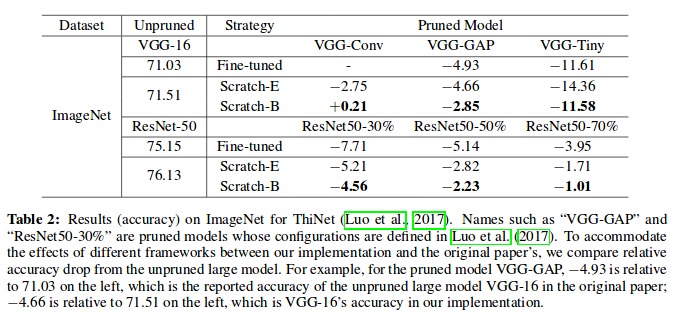 Dataset Unpruned Strategy Pruned Model
VGG-16 VGG-Conv VGG-GAP VGG-Tiny
71.03 Fine-tuned - −4.93 −11.61
71.51 Scratch-E −2.75 −4.66 −14.36
Scratch-B +0.21 −2.85 −11.58
ImageNet
ResNet-50 ResNet50-30% ResNet50-50% ResNet50-70%
75.15 Fine-tuned −7.71 −5.14 −3.95
76.13 Scratch-E −5.21 −2.82 −1.71
Scratch-B −4.56 −2.23 −1.01
Table 2: Results (accuracy) on ImageNet for ThiNet (Luo et al., 2017). Names such as “VGG-GAP” and
“ResNet50-30%” are pruned models whose configurations are defined in Luo et al. (2017). To accommodate
the effects of different frameworks between our implementation and the original paper’s, we compare relative
accuracy drop from the unpruned large model. For example, for the pruned model VGG-GAP, −4.93 is relative
to 71.03 on the left, which is the reported accuracy of the unpruned large model VGG-16 in the original paper;
−4.66 is relative to 71.51 on the left, which is VGG-16’s accuracy in our implementation.